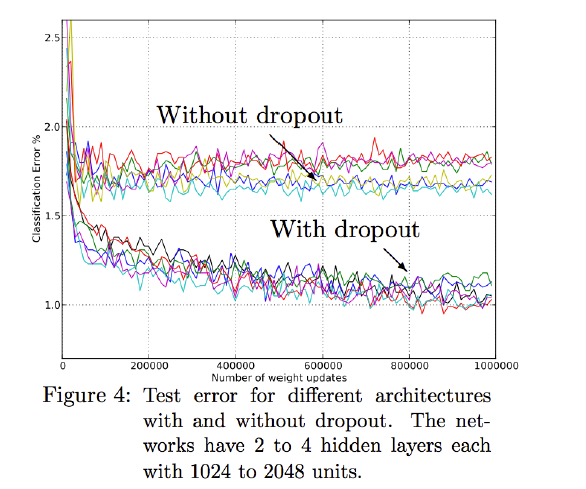 2.5
2.0
Without dropout
Classification Error %
1.5
With dropout
1.0
0 200000 400000 600000 800000 1000000
Number of weight updates
Figure 4: Test error for different architectures
with and without dropout. The net-
works have 2 to 4 hidden layers each
with 1024 to 2048 units.